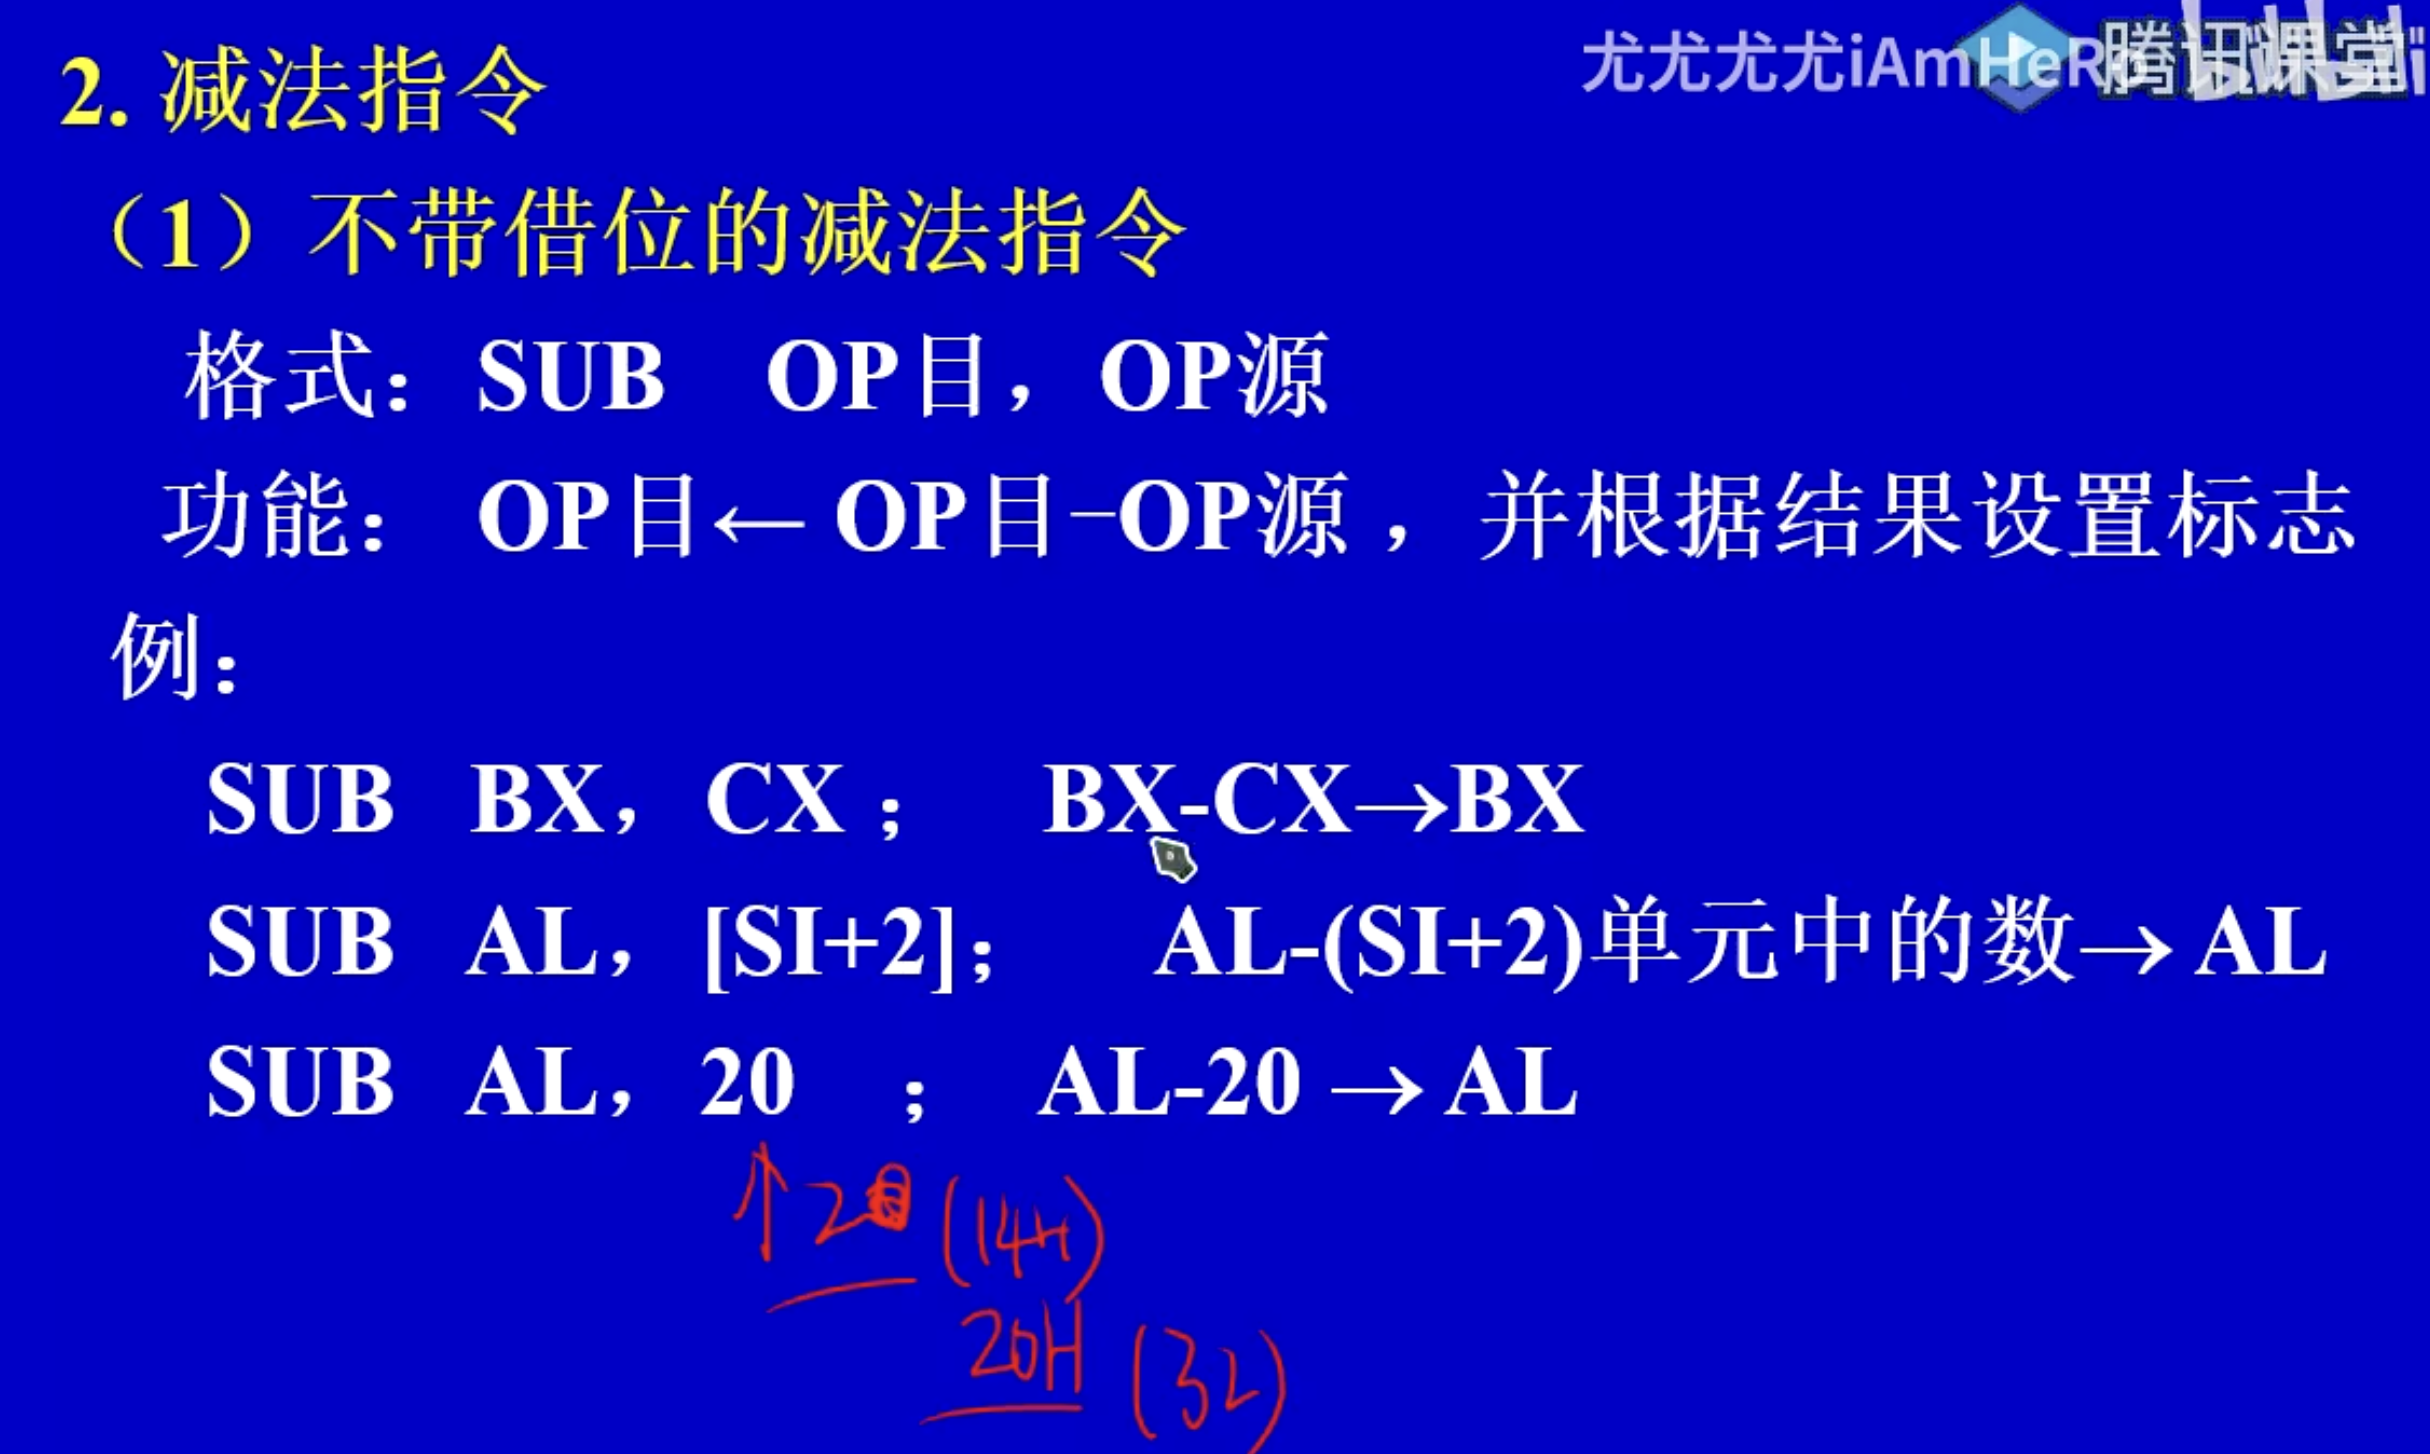 尤尤尤尤iAmHeR 腾讯课堂
2. 减法指令
（1）不带借位的减法指令
格式：SUB OP目，OP源
功能： OP目← OP目−OP源 ，并根据结果设置标志
例：
SUB BX， CX ； BX-CX→BX
SUB AL， [SI+2]； AL-(SI+2)单元中的数→ AL
SUB AL， 20 ； AL-20 → AL
↑ 20 (14H)
20H (32)